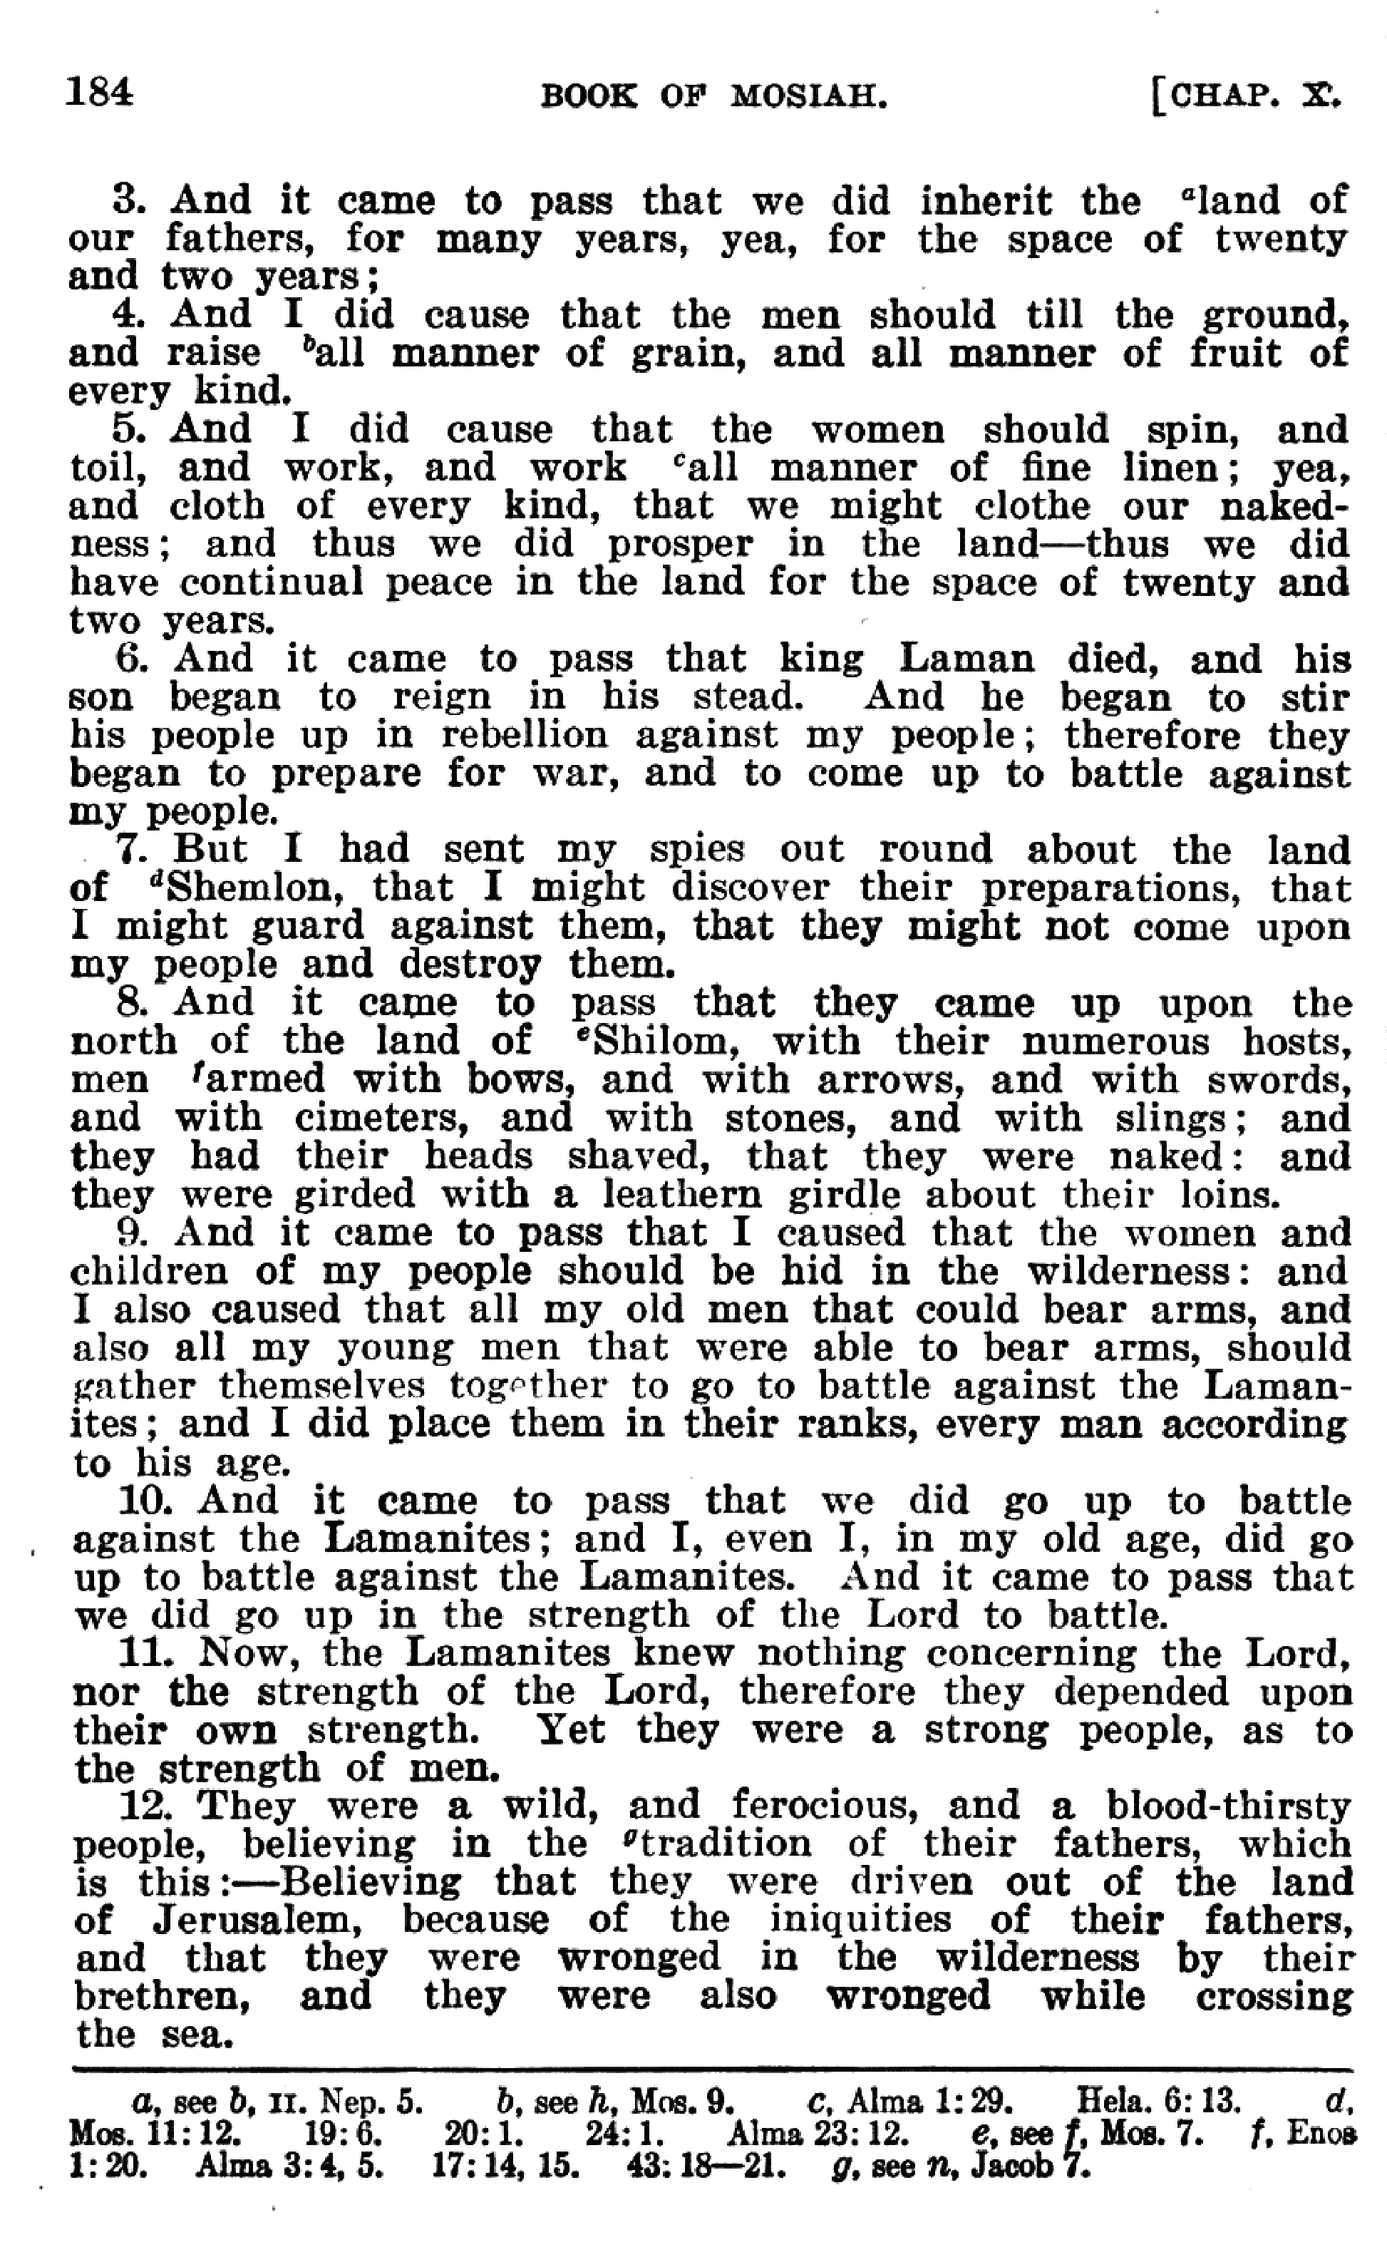 184 BOOK OF MOSIAH. [CHAP. X.
3. And it came to pass that we did inherit the ᵃland of
our fathers, for many years, yea, for the space of twenty
and two years;
4. And I did cause that the men should till the ground,
and raise ᵇall manner of grain, and all manner of fruit of
every kind.
5. And I did cause that the women should spin, and
toil, and work, and work ᶜall manner of fine linen; yea,
and cloth of every kind, that we might clothe our naked-
ness; and thus we did prosper in the land—thus we did
have continual peace in the land for the space of twenty and
two years.
6. And it came to pass that king Laman died, and his
son began to reign in his stead. And he began to stir
his people up in rebellion against my people; therefore they
began to prepare for war, and to come up to battle against
my people.
7. But I had sent my spies out round about the land
of ᵈShemlon, that I might discover their preparations, that
I might guard against them, that they might not come upon
my people and destroy them.
8. And it came to pass that they came up upon the
north of the land of ᵉShilom, with their numerous hosts,
men ᶠarmed with bows, and with arrows, and with swords,
and with cimeters, and with stones, and with slings; and
they had their heads shaved, that they were naked: and
they were girded with a leathern girdle about their loins.
9. And it came to pass that I caused that the women and
children of my people should be hid in the wilderness: and
I also caused that all my old men that could bear arms, and
also all my young men that were able to bear arms, should
gather themselves together to go to battle against the Laman-
ites; and I did place them in their ranks, every man according
to his age.
10. And it came to pass that we did go up to battle
against the Lamanites; and I, even I, in my old age, did go
up to battle against the Lamanites. And it came to pass that
we did go up in the strength of the Lord to battle.
11. Now, the Lamanites knew nothing concerning the Lord,
nor the strength of the Lord, therefore they depended upon
their own strength. Yet they were a strong people, as to
the strength of men.
12. They were a wild, and ferocious, and a blood-thirsty
people, believing in the ᵍtradition of their fathers, which
is this:—Believing that they were driven out of the land
of Jerusalem, because of the iniquities of their fathers,
and that they were wronged in the wilderness by their
brethren, and they were also wronged while crossing
the sea.
a, see b, II. Nep. 5. b, see h, Mos. 9. c, Alma 1:29. Hela. 6:13. d,
Mos. 11:12. 19:6. 20:1. 24:1. Alma 23:12. e, see f, Mos. 7. f, Enos
1:20. Alma 3:4, 5. 17:14, 15. 43:18—21. g, see n, Jacob 7.